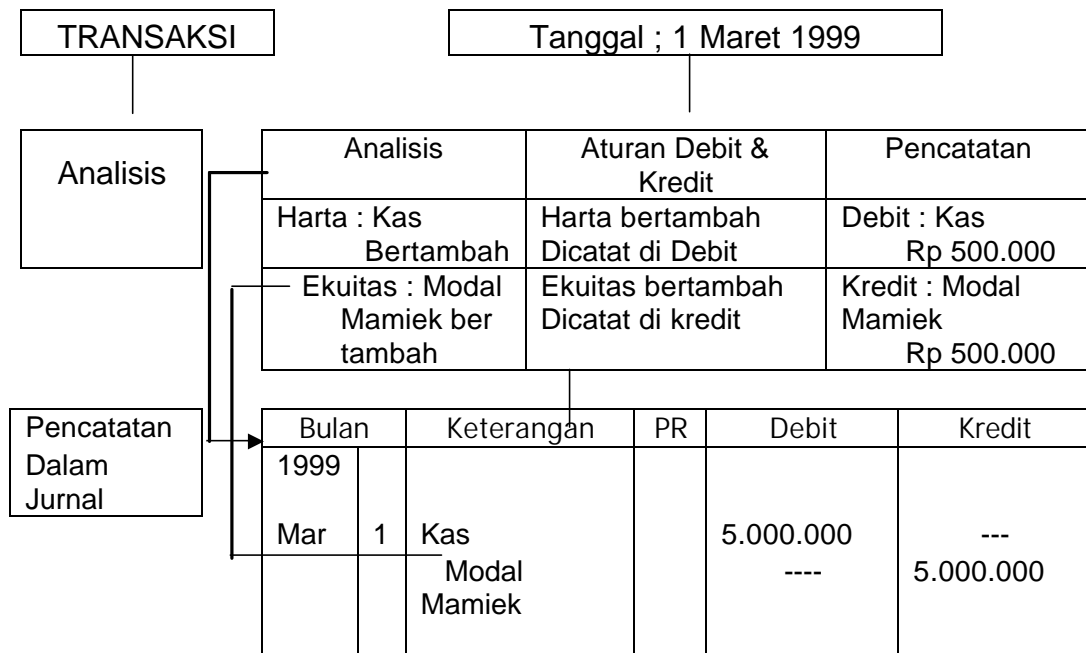 TRANSAKSI
Tanggal ; 1 Maret 1999
Analisis
Analisis
Aturan Debit &
Kredit
Pencatatan
Harta : Kas
Bertambah
Harta bertambah
Dicatat di Debit
Debit : Kas
Rp 500.000
Ekuitas : Modal
Mamiek ber
tambah
Ekuitas bertambah
Dicatat di kredit
Kredit : Modal
Mamiek
Rp 500.000
Pencatatan
Dalam
Jurnal
Bulan
Keterangan
PR
Debit
Kredit
1999
Mar
1
Kas
5.000.000
---
Modal
Mamiek
----
5.000.000